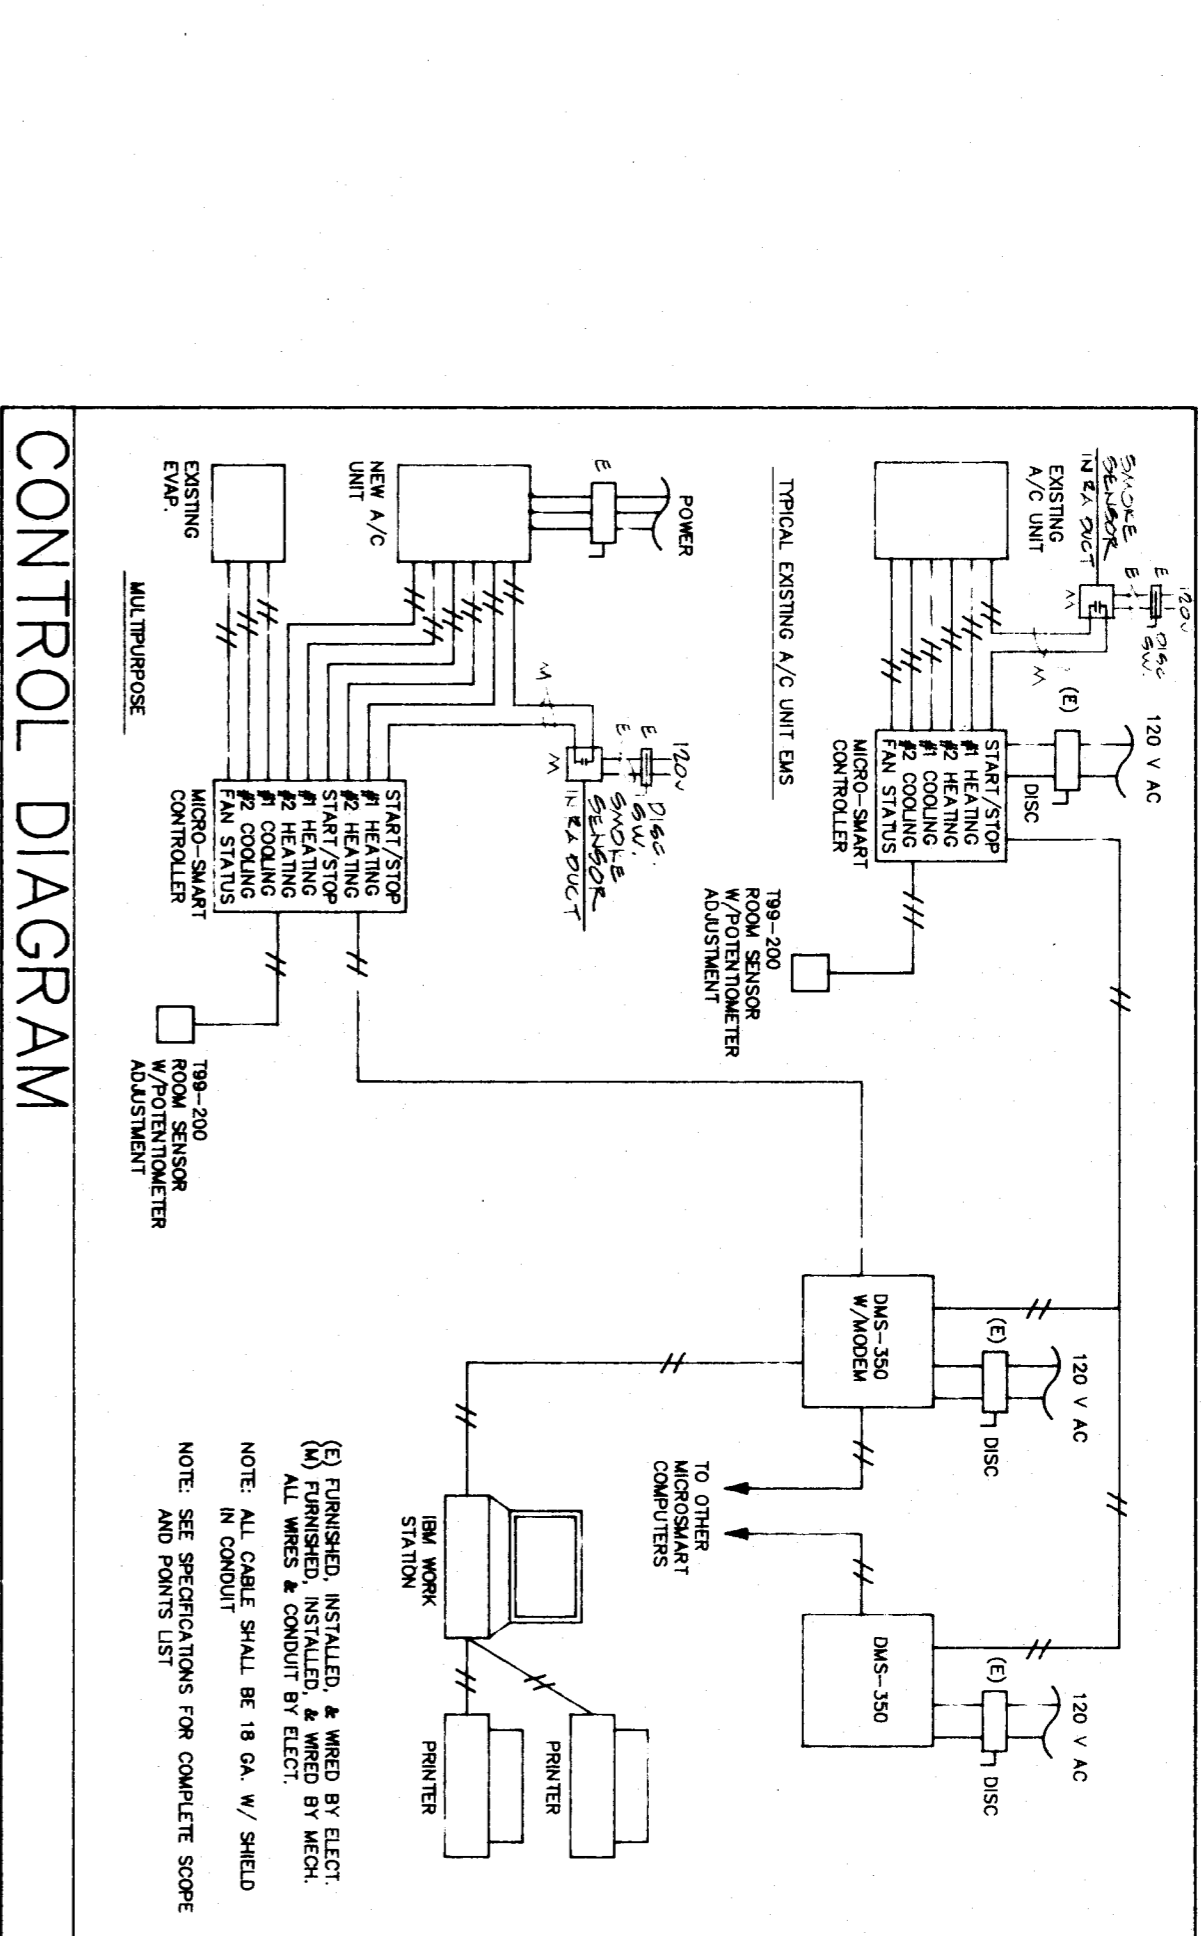 SMOKE
SENSOR
IN RA DUCT
120V
E
E
DISC
SW.
M
M
EXISTING
A/C UNIT
(E)
120 V AC
DISC
START/STOP
#1 HEATING
#2 HEATING
#1 COOLING
#2 COOLING
FAN STATUS
MICRO-SMART
CONTROLLER
T99-200
ROOM SENSOR
W/POTENTIOMETER
ADJUSTMENT
TYPICAL EXISTING A/C UNIT EMS
120 V AC
(E)
DISC
DMS-350
W/MODEM
120 V AC
(E)
DISC
DMS-350
TO OTHER
MICROSMART
COMPUTERS
POWER
E
NEW A/C
UNIT
120V
E
E
DISC.
SW.
SMOKE
SENSOR
IN RA DUCT
M
M
START/STOP
#1 HEATING
#2 HEATING
START/STOP
#1 HEATING
#2 HEATING
#1 COOLING
#2 COOLING
FAN STATUS
MICRO-SMART
CONTROLLER
EXISTING
EVAP.
MULTIPURPOSE
T99-200
ROOM SENSOR
W/POTENTIOMETER
ADJUSTMENT
IBM WORK
STATION
PRINTER
PRINTER
(E) FURNISHED, INSTALLED, & WIRED BY ELECT.
(M) FURNISHED, INSTALLED, & WIRED BY MECH.
ALL WIRES & CONDUIT BY ELECT.
NOTE: ALL CABLE SHALL BE 18 GA. W/ SHIELD
IN CONDUIT
NOTE: SEE SPECIFICATIONS FOR COMPLETE SCOPE
AND POINTS LIST
CONTROL DIAGRAM